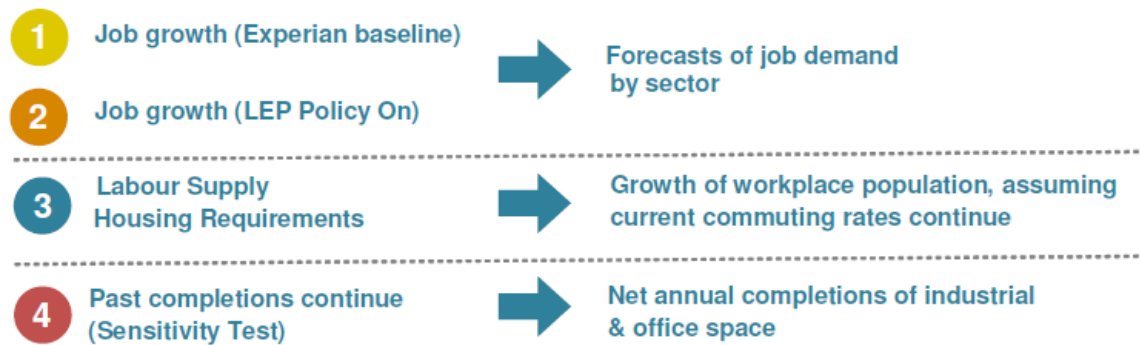 1 Job growth (Experian baseline)
2 Job growth (LEP Policy On)
Forecasts of job demand
by sector
3 Labour Supply
Housing Requirements
Growth of workplace population, assuming
current commuting rates continue
4 Past completions continue
(Sensitivity Test)
Net annual completions of industrial
& office space